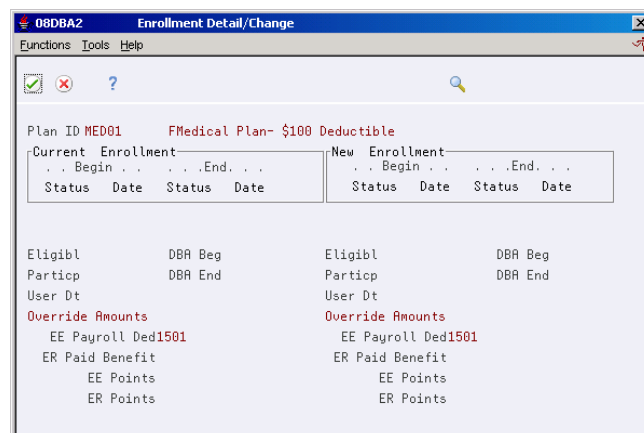 08DBA2 Enrollment Detail/Change
Functions Tools Help
?
Plan ID MED01 FMedical Plan- $100 Deductible
Current Enrollment New Enrollment
. . Begin . . . . .End. . . . . Begin . . . . .End. . .
Status Date Status Date Status Date Status Date
Eligibl DBA Beg Eligibl DBA Beg
Particp DBA End Particp DBA End
User Dt User Dt
Override Amounts Override Amounts
EE Payroll Ded1501 EE Payroll Ded1501
ER Paid Benefit ER Paid Benefit
EE Points EE Points
ER Points ER Points